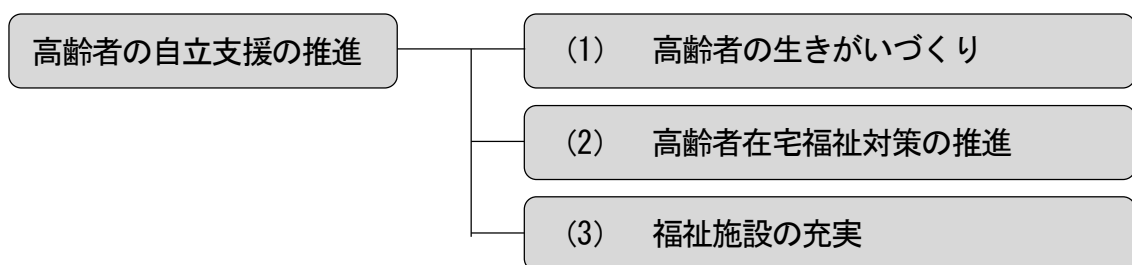 高齢者の自立支援の推進
(1) 高齢者の生きがいづくり
(2) 高齢者在宅福祉対策の推進
(3) 福祉施設の充実